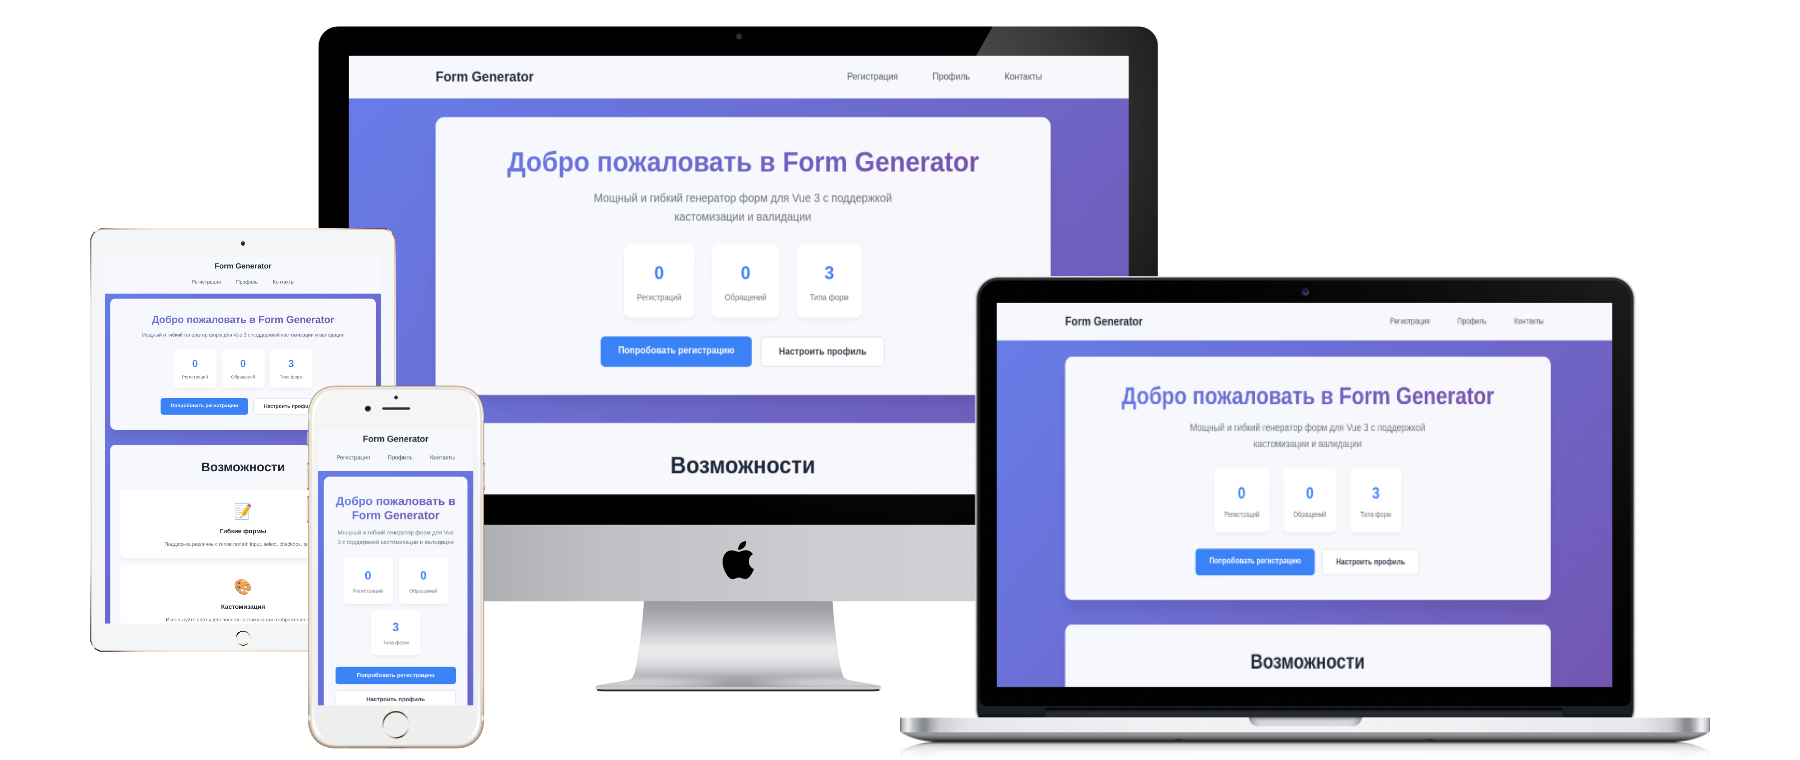 Form Generator
Регистрация Профиль Контакты
Добро пожаловать в Form Generator
Мощный и гибкий генератор форм для Vue 3 с поддержкой
кастомизации и валидации
0 0 3
Регистраций Обращений Типа форм
Попробовать регистрацию Настроить профиль
Возможности
Form Generator
Регистрация Профиль Контакты
Добро пожаловать в Form Generator
Мощный и гибкий генератор форм для Vue 3 с поддержкой кастомизации и валидации
0 0 3
Регистраций Обращений Типа форм
Попробовать регистрацию Настроить
Возможности
Гибкие формы
Поддержка различных типов полей: input, select, checkbox,
Кастомизация
Используйте слоты для полной кастомизации отображения
Form Generator
Регистрация Профиль Контакты
Добро пожаловать в
Form Generator
Мощный и гибкий генератор форм для Vue
3 с поддержкой кастомизации и валидации
0 0
Регистраций Обращений
3
Типа форм
Попробовать регистрацию
Настроить профиль
Form Generator
Регистрация Профиль Контакты
Добро пожаловать в Form Generator
Мощный и гибкий генератор форм для Vue 3 с поддержкой
кастомизации и валидации
0 0 3
Регистраций Обращений Типа форм
Попробовать регистрацию Настроить профиль
Возможности